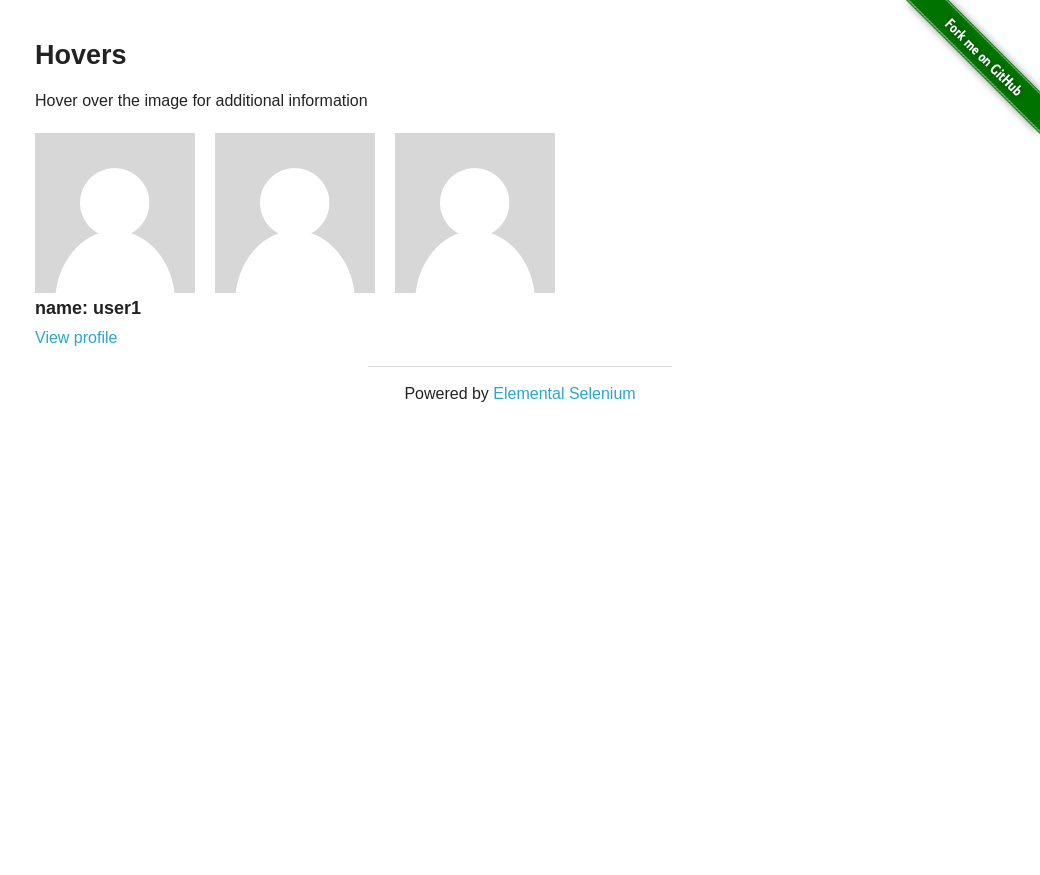 Fork me on GitHub
Hovers
Hover over the image for additional information
name: user1
View profile
Powered by Elemental Selenium